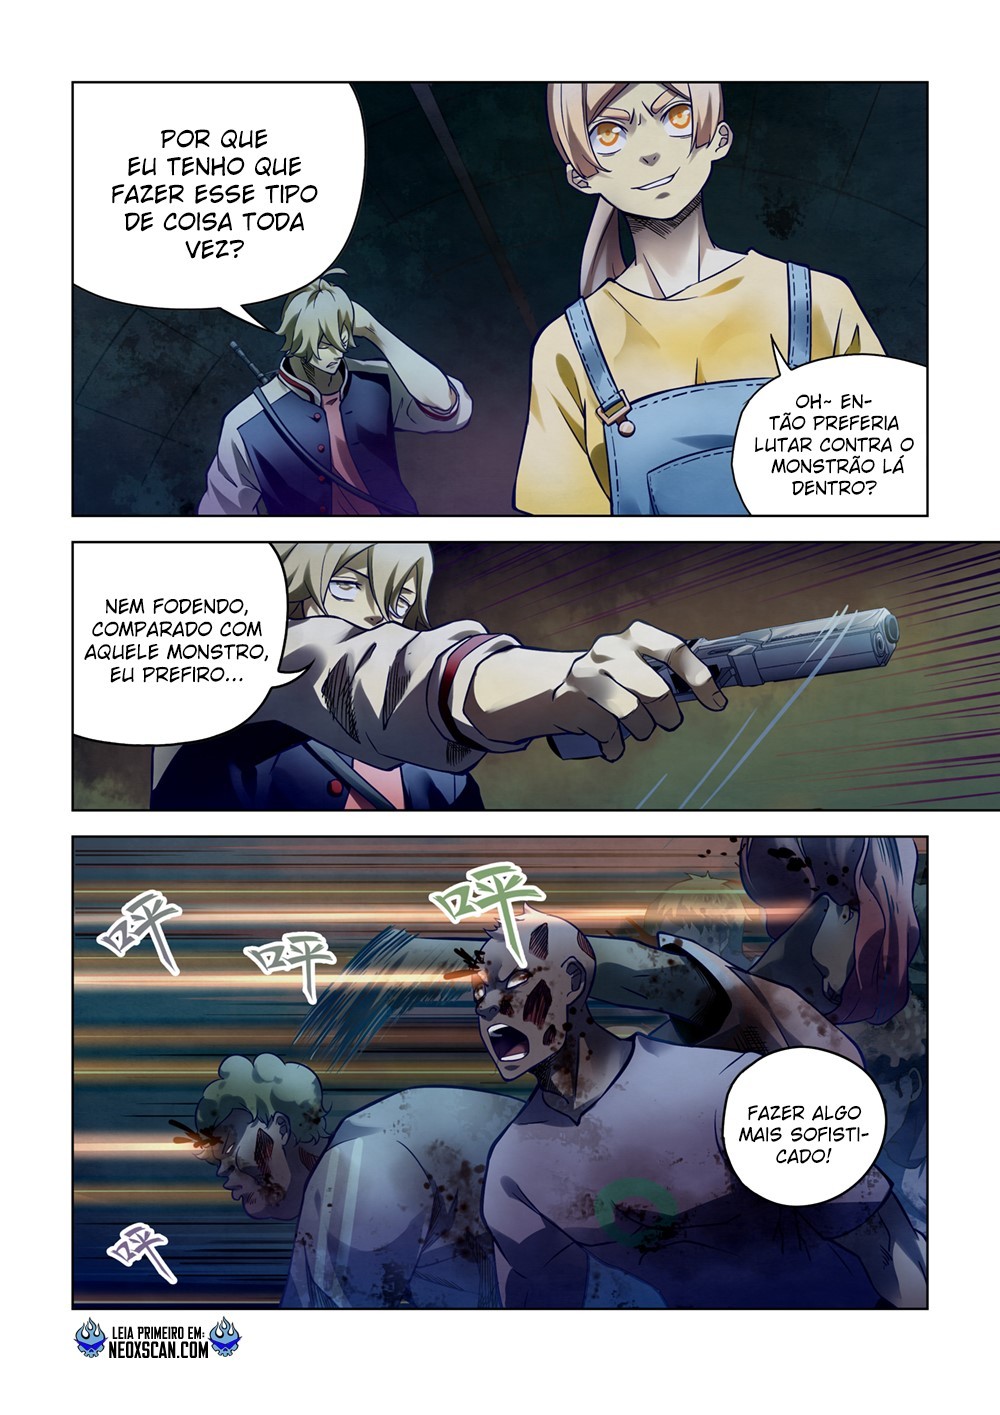 POR QUE
EU TENHO QUE
FAZER ESSE TIPO
DE COISA TODA
VEZ?
OH~ EN-
TÃO PREFERIA
LUTAR CONTRA O
MONSTRÃO LÁ
DENTRO?
NEM FODENDO,
COMPARADO COM
AQUELE MONSTRO,
EU PREFIRO...
呯
呯
呯
FAZER ALGO
MAIS SOFISTI-
CADO!
呯
LEIA PRIMEIRO EM:
NEOXSCAN.COM